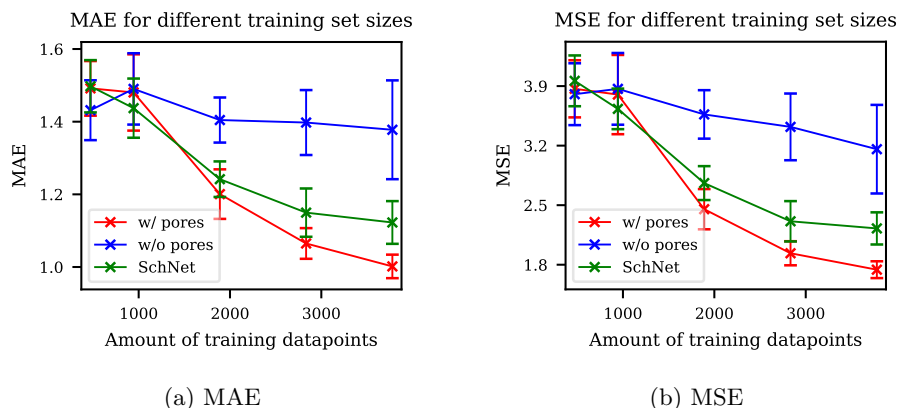 MAE for different training set sizes
1.6
1.4
1.2
1.0
MAE
w/ pores
w/o pores
SchNet
1000
2000
3000
Amount of training datapoints
(a) MAE
MSE for different training set sizes
3.9
3.2
2.5
1.8
MSE
w/ pores
w/o pores
SchNet
1000
2000
3000
Amount of training datapoints
(b) MSE